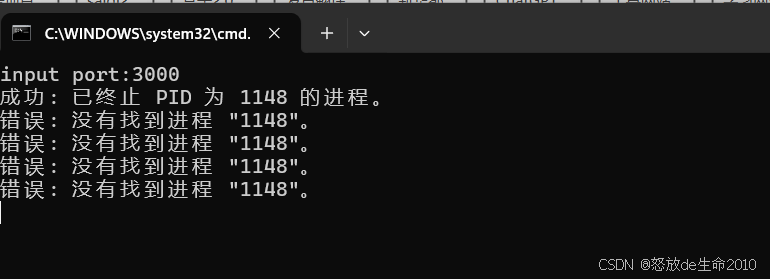 C:\WINDOWS\system32\cmd.
input port:3000
成功: 已终止 PID 为 1148 的进程。
错误: 没有找到进程 "1148"。
错误: 没有找到进程 "1148"。
错误: 没有找到进程 "1148"。
错误: 没有找到进程 "1148"。
CSDN @怒放de生命2010